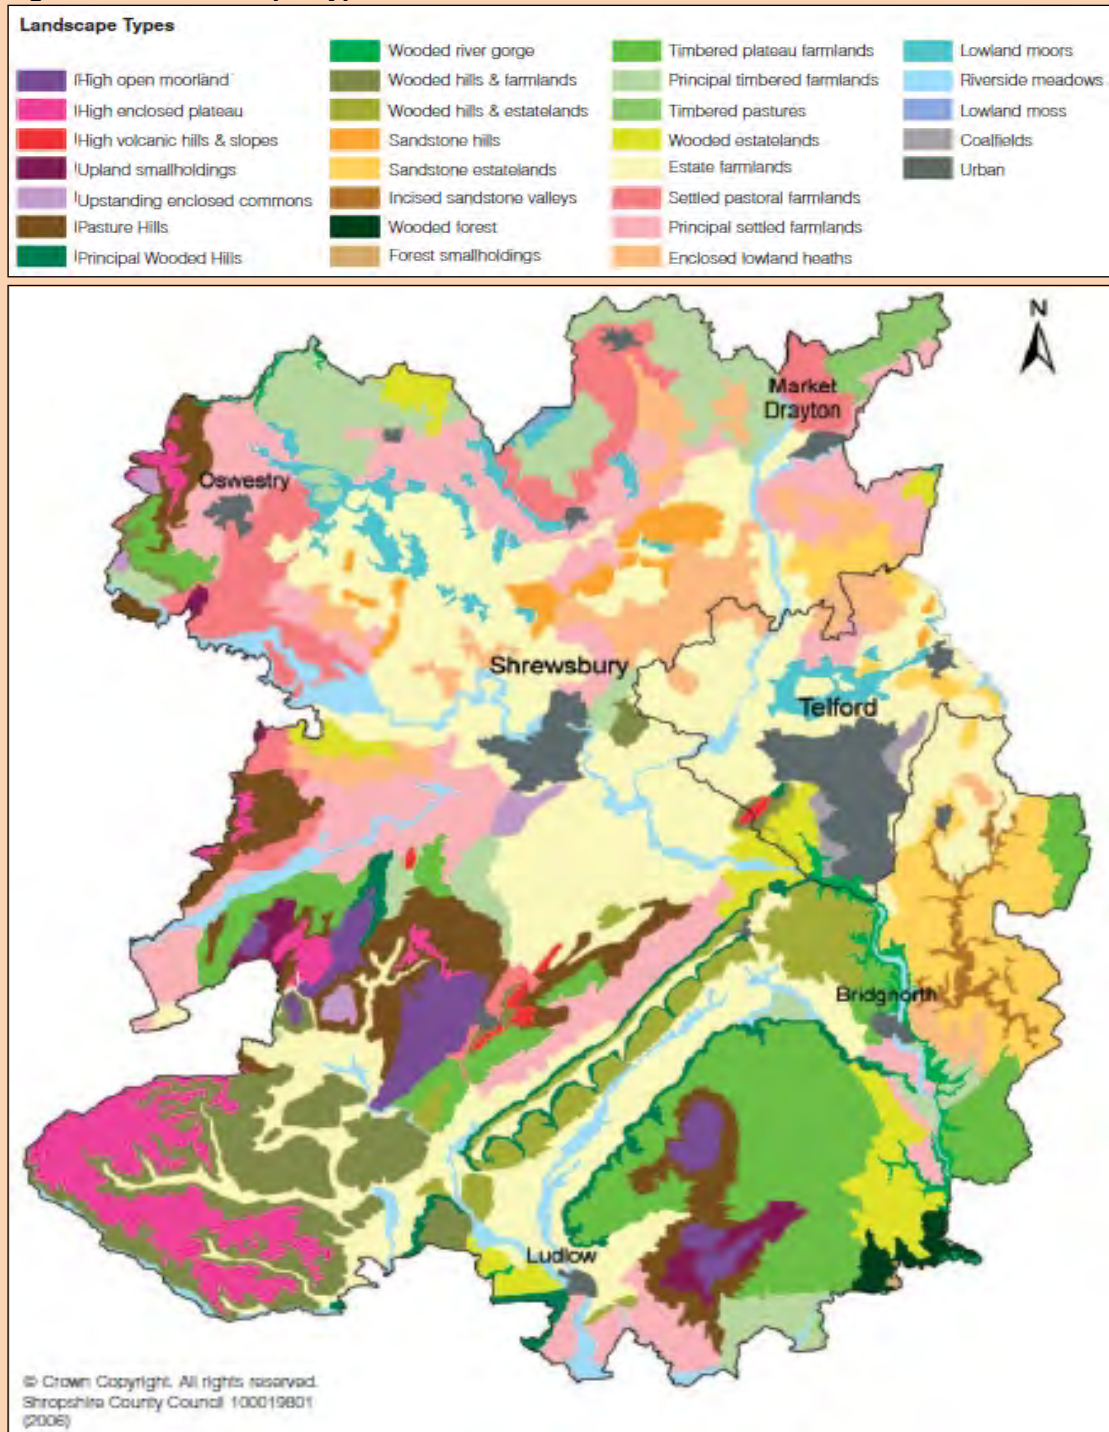 Landscape Types
High open moorland
High enclosed plateau
High volcanic hills & slopes
Upland smallholdings
Upstanding enclosed commons
Pasture Hills
Principal Wooded Hills
Wooded river gorge
Wooded hills & farmlands
Wooded hills & estatelands
Sandstone hills
Sandstone estatelands
Incised sandstone valleys
Wooded forest
Forest smallholdings
Timbered plateau farmlands
Principal timbered farmlands
Timbered pastures
Wooded estatelands
Estate farmlands
Settled pastoral farmlands
Principal settled farmlands
Enclosed lowland heaths
Lowland moors
Riverside meadows
Lowland moss
Coalfields
Urban
N
Market
Drayton
Oswestry
Shrewsbury
Telford
Bridgnorth
Ludlow
© Crown Copyright. All rights reserved.
Shropshire County Council 100019801
(2006)